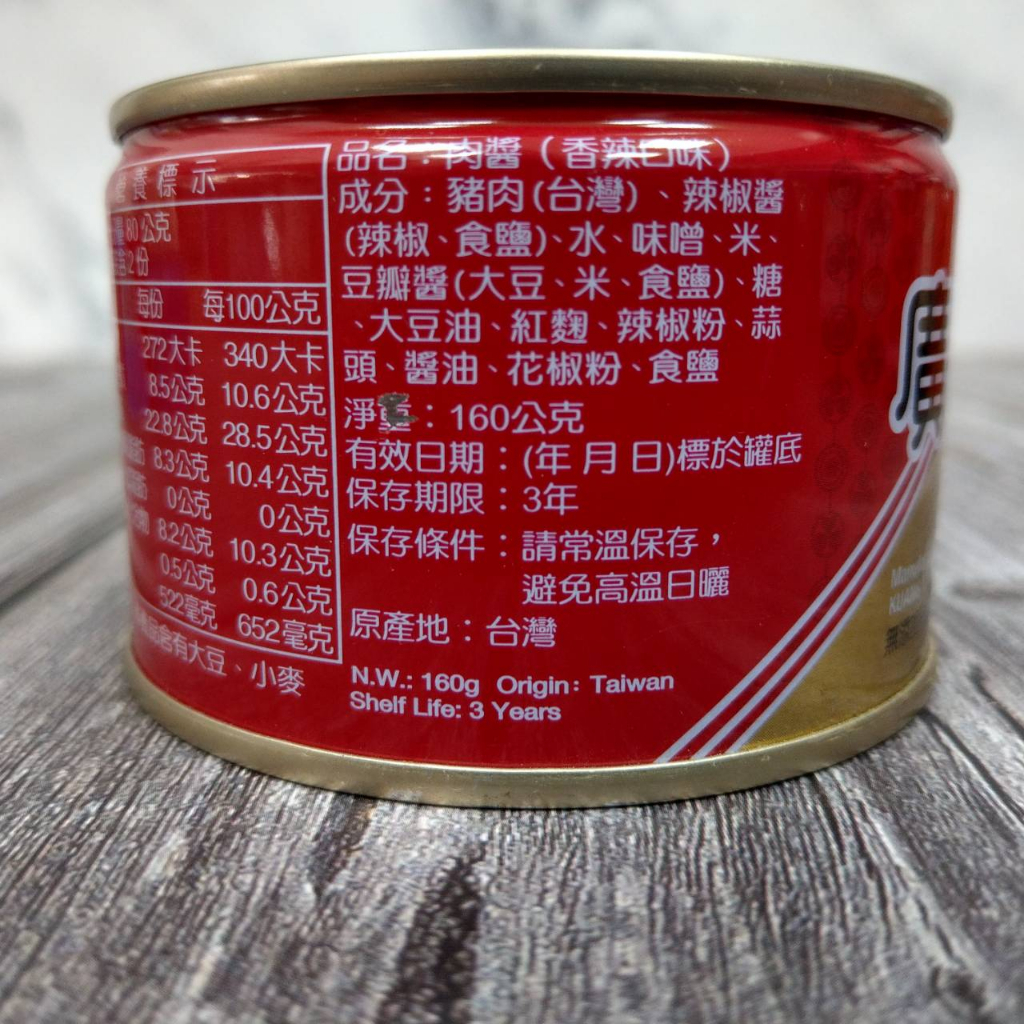 養標示
80公克
2份
每份 每100公克
272大卡 340大卡
8.5公克 10.6公克
22.8公克 28.5公克
8.3公克 10.4公克
0公克 0公克
8.2公克 10.3公克
0.5公克 0.6公克
522毫克 652毫克
含有大豆、小麥
品名：肉醬（香辣口味）
成分：豬肉(台灣)、辣椒醬
(辣椒、食鹽)、水、味噌、米、
豆瓣醬(大豆、米、食鹽)、糖
、大豆油、紅麴、辣椒粉、蒜
頭、醬油、花椒粉、食鹽
淨重：160公克
有效日期：(年 月 日)標於罐底
保存期限：3年
保存條件：請常溫保存，
避免高溫日曬
原產地：台灣
N.W.: 160g Origin: Taiwan
Shelf Life: 3 Years
廣